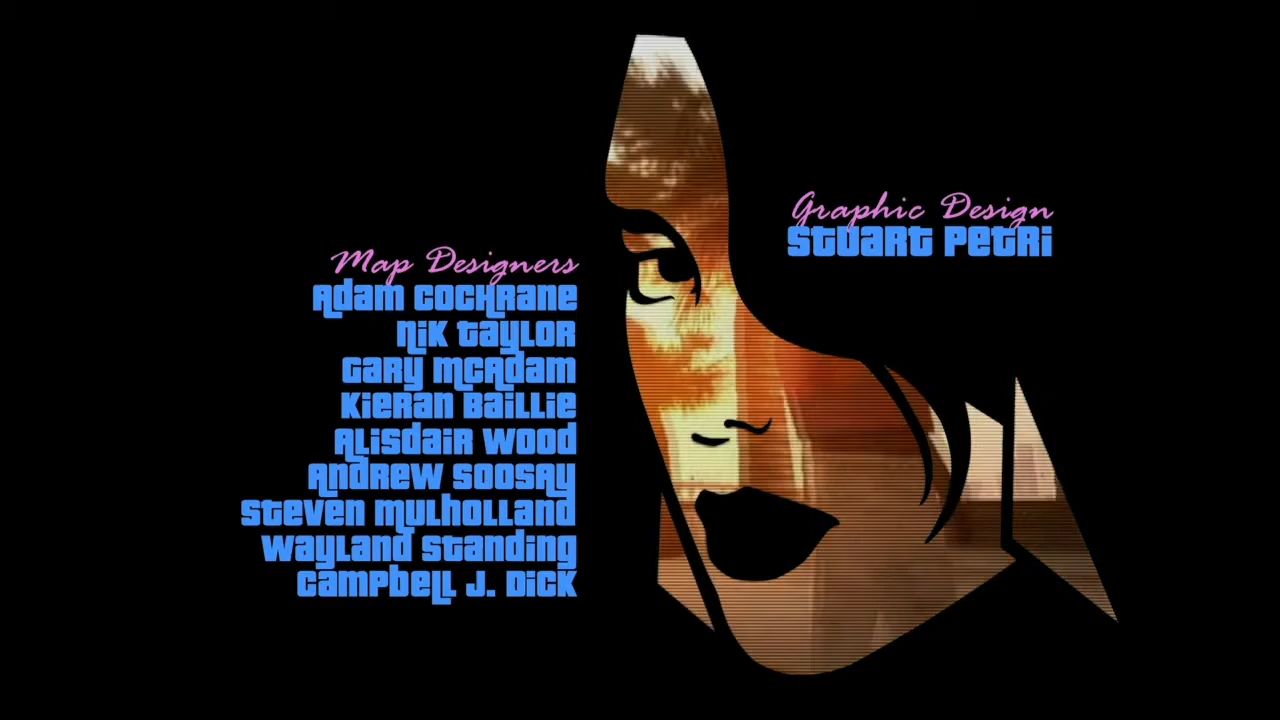 Map Designers
Adam Cochrane
Nik Taylor
Gary McAdam
Kieran Baillie
Alisdair Wood
Andrew Soosay
Steven Mulholland
Wayland Standing
Campbell J. Dick
Graphic Design
Stuart Petri